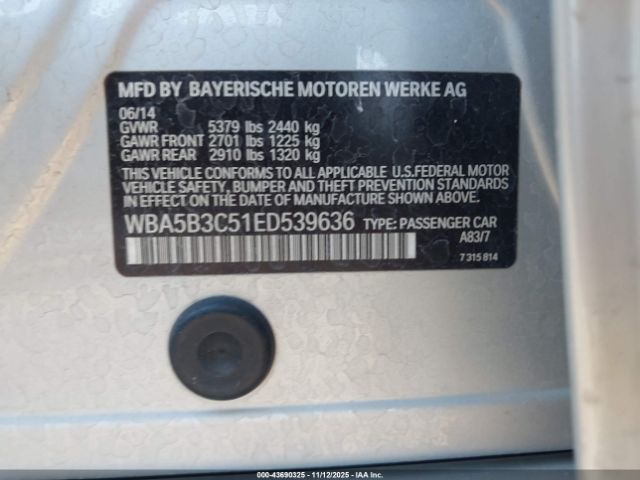 MFD BY BAYERISCHE MOTOREN WERKE AG
06/14
GVWR 5379 lbs 2440 kg
GAWR FRONT 2701 lbs 1225 kg
GAWR REAR 2910 lbs 1320 kg
THIS VEHICLE CONFORMS TO ALL APPLICABLE U.S.FEDERAL MOTOR
VEHICLE SAFETY, BUMPER AND THEFT PREVENTION STANDARDS
IN EFFECT ON THE DATE OF MANUFACTURE SHOWN ABOVE.
WBA5B3C51ED539636 TYPE: PASSENGER CAR
A83/7
7 315 814
© - 43690325 - 11/12/2025 - IAAI.COM